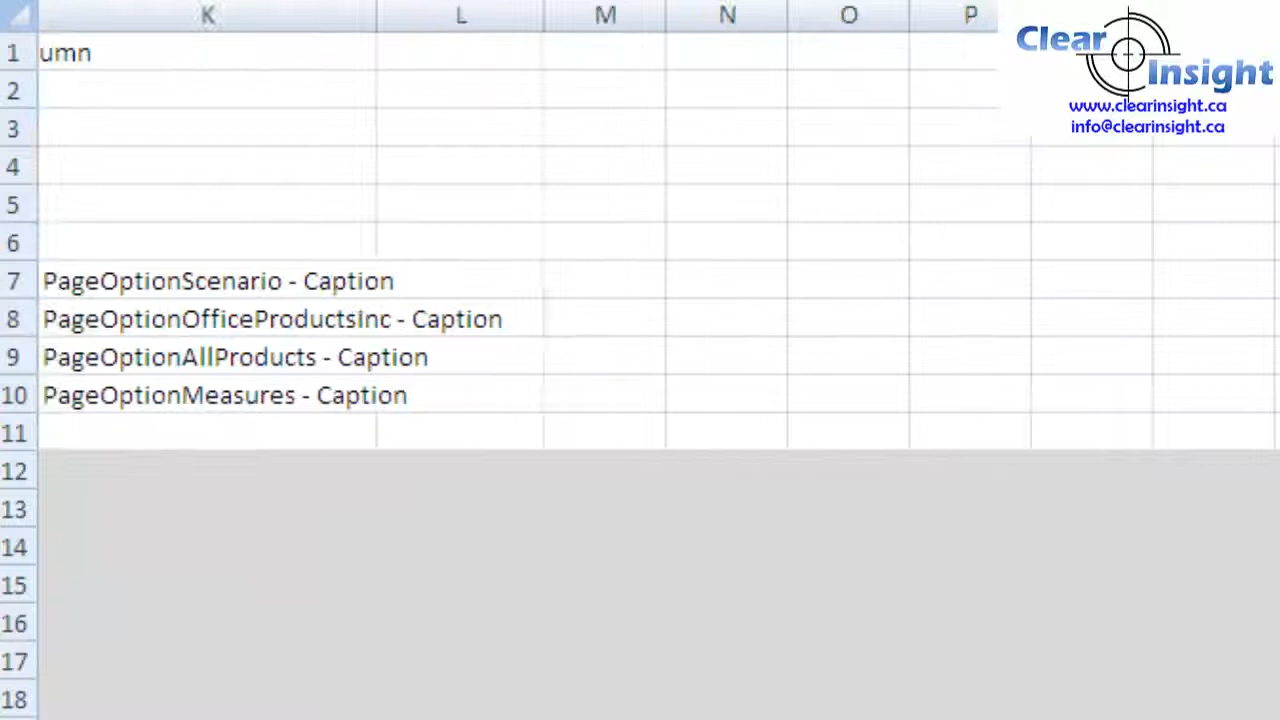 K L M N O P
Clear
Insight
www.clearinsight.ca
info@clearinsight.ca
1 umn
2
3
4
5
6
7 PageOptionScenario - Caption
8 PageOptionOfficeProductsInc - Caption
9 PageOptionAllProducts - Caption
10 PageOptionMeasures - Caption
11
12
13
14
15
16
17
18